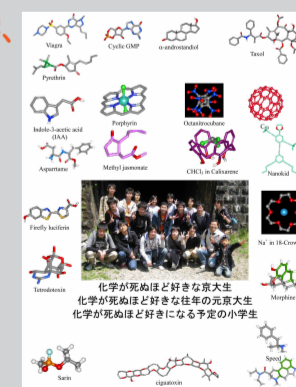 Viagra
Cyclic GMP
α-androstandiol
Taxol
Pyrethrin
Indole-3-acetic acid
(IAA)
Porphycin
Octanitrocubane
Aspartame
Methyl jasmonate
CHCl₃ in Calixarene
Nanokid
Firefly luciferin
Na⁺ in 18-Crow
化学が死ぬほど好きな京大生
化学が死ぬほど好きな往年の元京大生
化学が死ぬほど好きになる予定の小学生
Tetrodotoxin
Morphine
Speed
Sarin
ciguatoxin